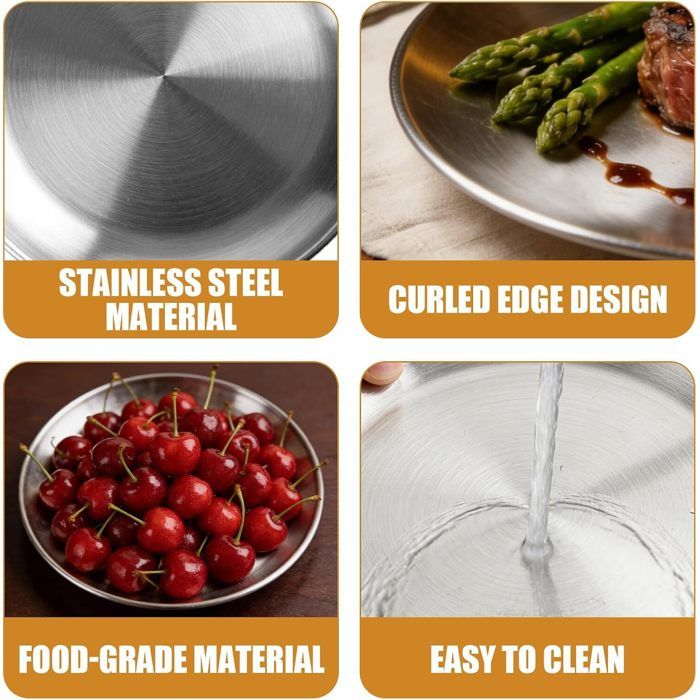 STAINLESS STEEL
MATERIAL
CURLED EDGE DESIGN
FOOD-GRADE MATERIAL
EASY TO CLEAN